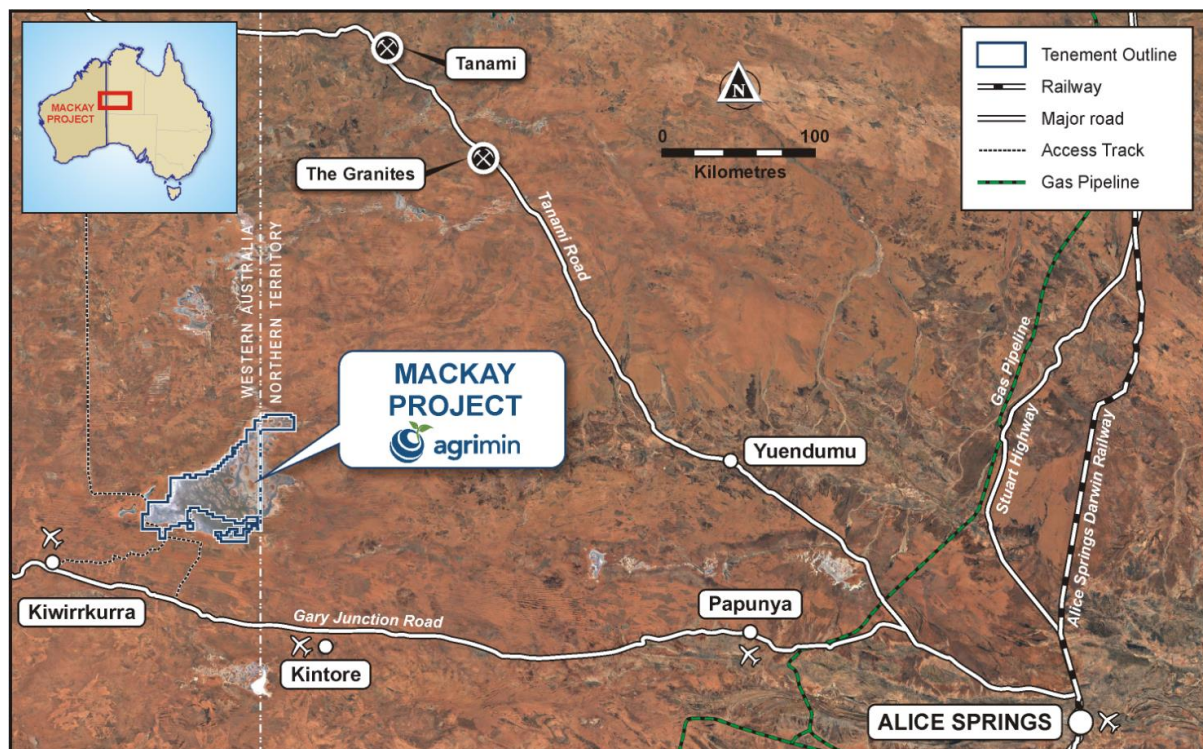 MACKAY
PROJECT
Tanami
The Granites
Tanami Road
N
0 100
Kilometres
Tenement Outline
Railway
Major road
Access Track
Gas Pipeline
WESTERN AUSTRALIA
NORTHERN TERRITORY
MACKAY
PROJECT
agrimin
Yuendumu
Gas Pipeline
Stuart Highway
Alice Springs Darwin Railway
Kiwirrkurra
Gary Junction Road
Kintore
Papunya
ALICE SPRINGS